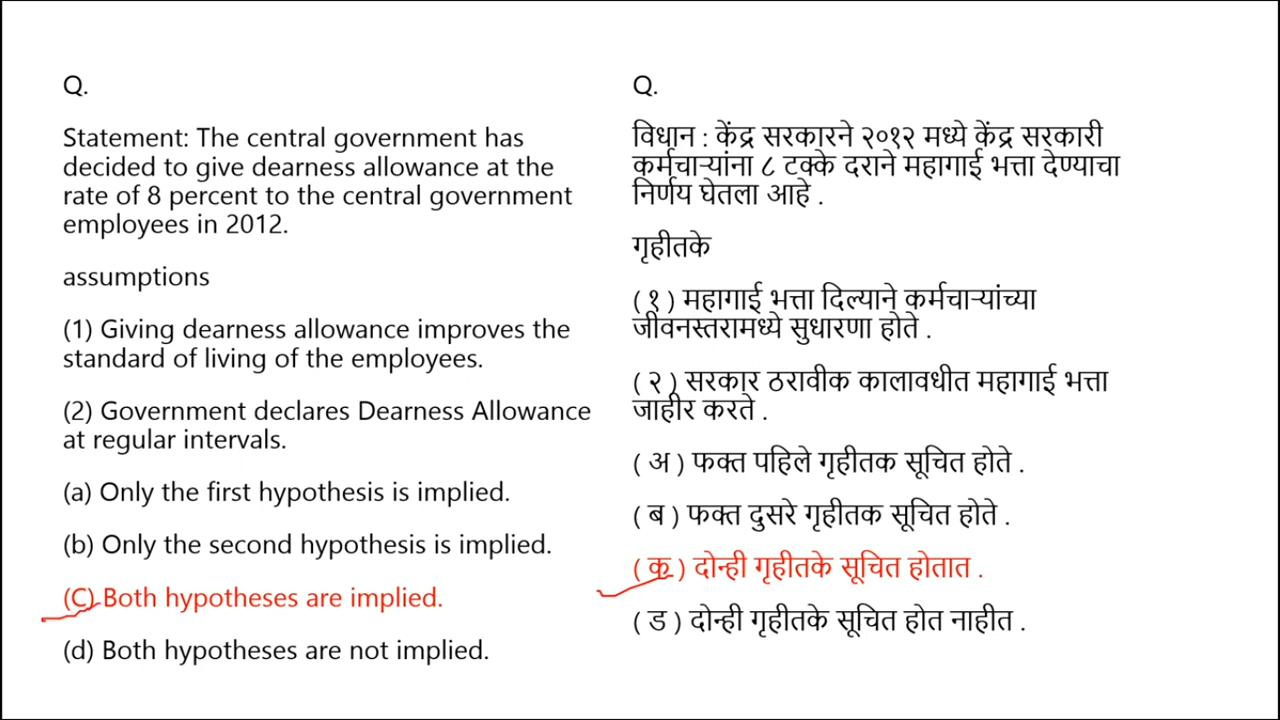 Q.
Statement: The central government has
decided to give dearness allowance at the
rate of 8 percent to the central government
employees in 2012.
assumptions
(1) Giving dearness allowance improves the
standard of living of the employees.
(2) Government declares Dearness Allowance
at regular intervals.
(a) Only the first hypothesis is implied.
(b) Only the second hypothesis is implied.
(C) Both hypotheses are implied.
(d) Both hypotheses are not implied.
Q.
विधान : केंद्र सरकारने २०१२ मध्ये केंद्र सरकारी
कर्मचाऱ्यांना ८ टक्के दराने महागाई भत्ता देण्याचा
निर्णय घेतला आहे .
गृहीतके
( १ ) महागाई भत्ता दिल्याने कर्मचाऱ्यांच्या
जीवनस्तरामध्ये सुधारणा होते .
( २ ) सरकार ठरावीक कालावधीत महागाई भत्ता
जाहीर करते .
( अ ) फक्त पहिले गृहीतक सूचित होते .
( ब ) फक्त दुसरे गृहीतक सूचित होते .
( क ) दोन्ही गृहीतके सूचित होतात .
( ड ) दोन्ही गृहीतके सूचित होत नाहीत .